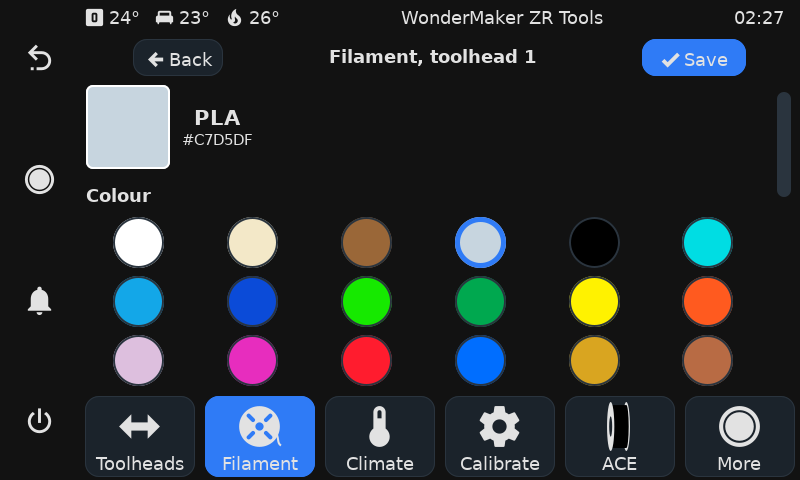 0 24° 23° 26° WonderMaker ZR Tools 02:27
Back Filament, toolhead 1 Save
PLA
#C7D5DF
Colour
Toolheads Filament Climate Calibrate ACE More